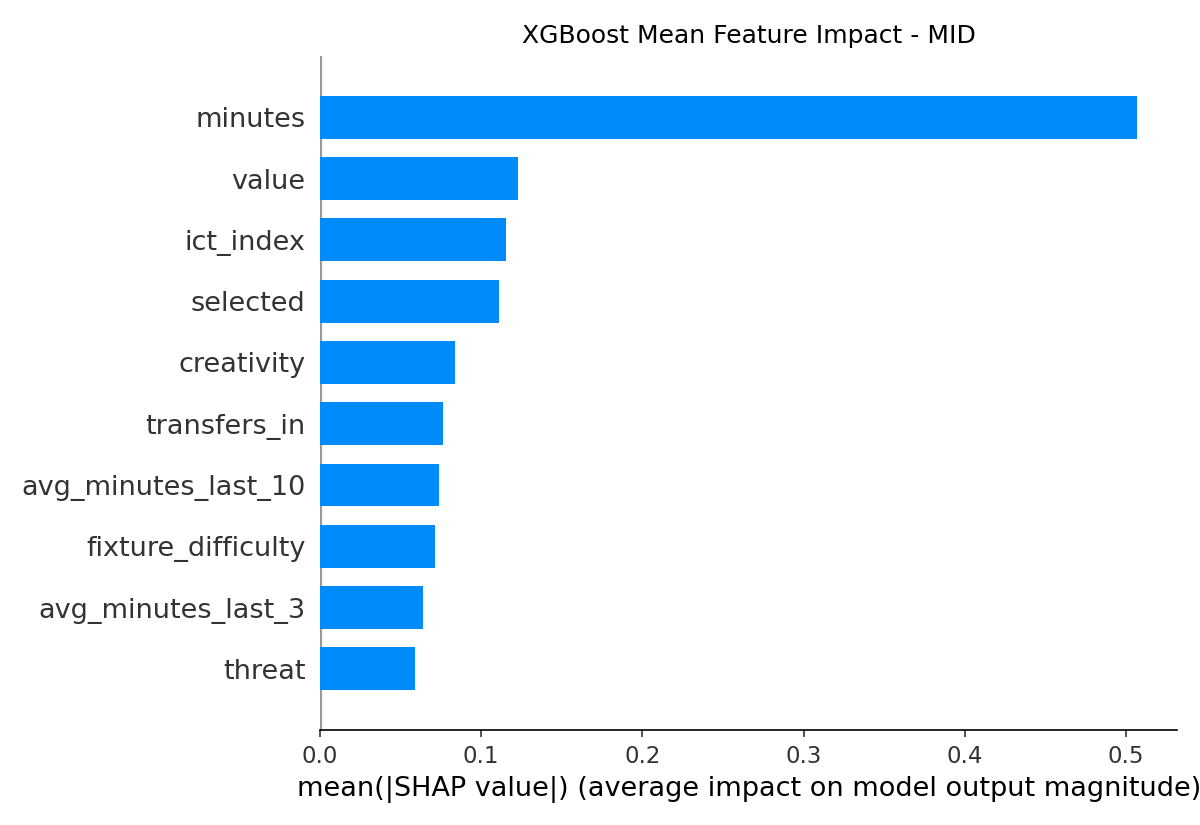 XGBoost Mean Feature Impact - MID
minutes
value
ict_index
selected
creativity
transfers_in
avg_minutes_last_10
fixture_difficulty
avg_minutes_last_3
threat
0.0 0.1 0.2 0.3 0.4 0.5
mean(|SHAP value|) (average impact on model output magnitude)